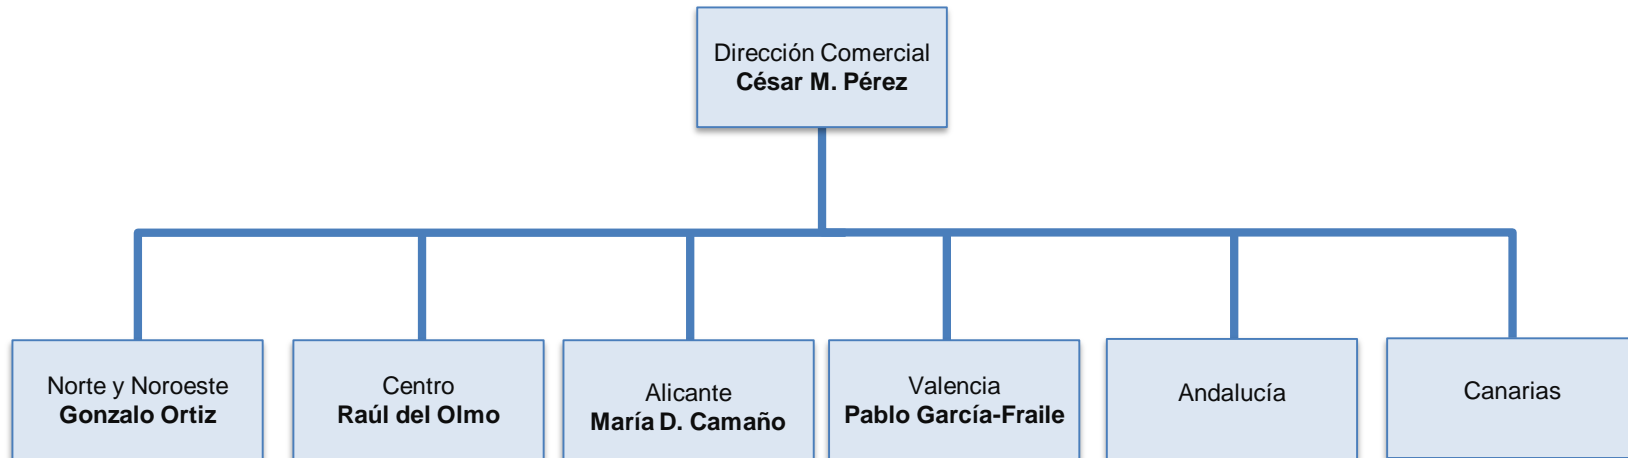 Dirección Comercial
César M. Pérez
Norte y Noroeste
Gonzalo Ortiz
Centro
Raúl del Olmo
Alicante
María D. Camaño
Valencia
Pablo García-Fraile
Andalucía
Canarias